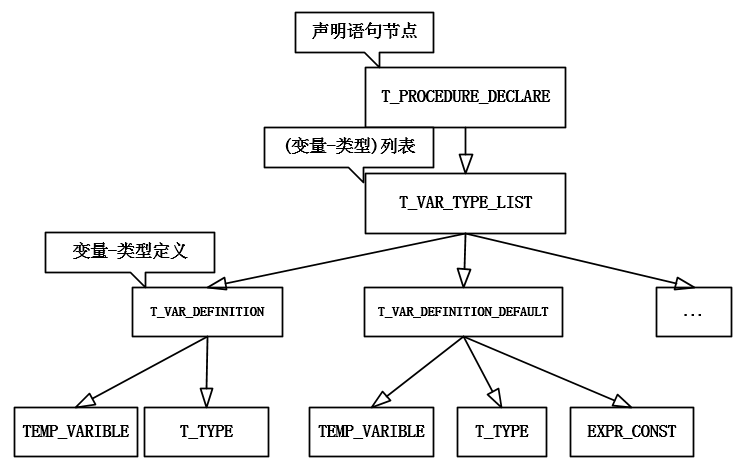 声明语句节点
T_PROCEDURE_DECLARE
(变量-类型)列表
T_VAR_TYPE_LIST
变量-类型定义
T_VAR_DEFINITION
T_VAR_DEFINITION_DEFAULT
...
TEMP_VARIBLE
T_TYPE
TEMP_VARIBLE
T_TYPE
EXPR_CONST